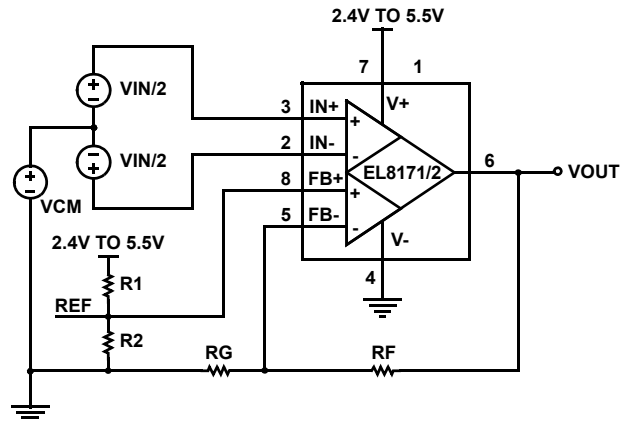 2.4V TO 5.5V
7 1
VIN/2
3 IN+ V+
+
-
+
-
2 IN-
VIN/2
EL8171/2
6
VOUT
8 FB+
+
-
VCM
5 FB-
+
-
V-
2.4V TO 5.5V
4
R1
REF
R2
RG RF
+
-